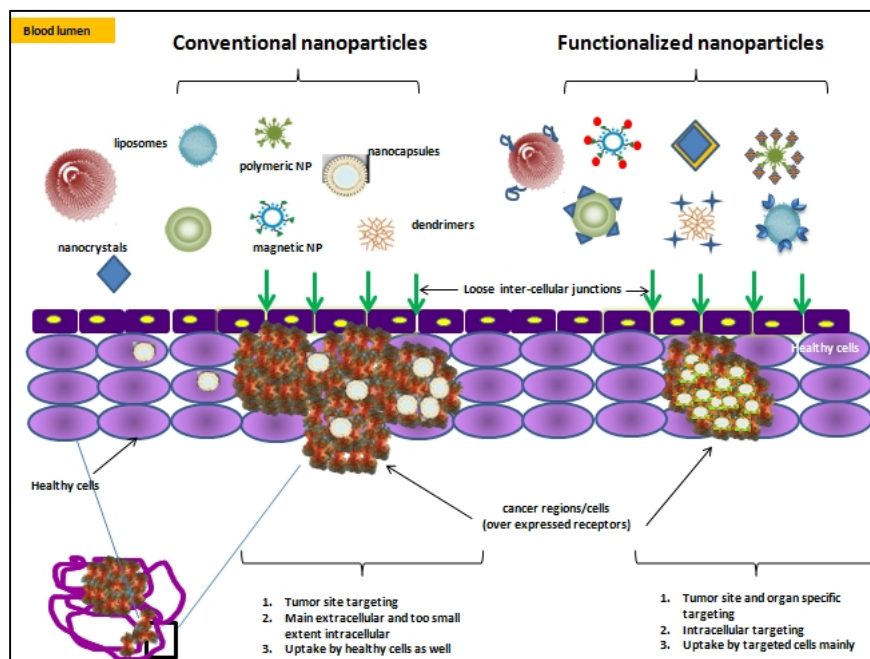 Blood lumen
Conventional nanoparticles
Functionalized nanoparticles
liposomes
polymeric NP
nanocapsules
nanocrystals
magnetic NP
dendrimers
Loose inter-cellular junctions
Healthy cells
Healthy cells
cancer regions/cells
(over expressed receptors)
1. Tumor site targeting
2. Main extracellular and too small
extent intracellular
3. Uptake by healthy cells as well
1. Tumor site and organ specific
targeting
2. Intracellular targeting
3. Uptake by targeted cells mainly